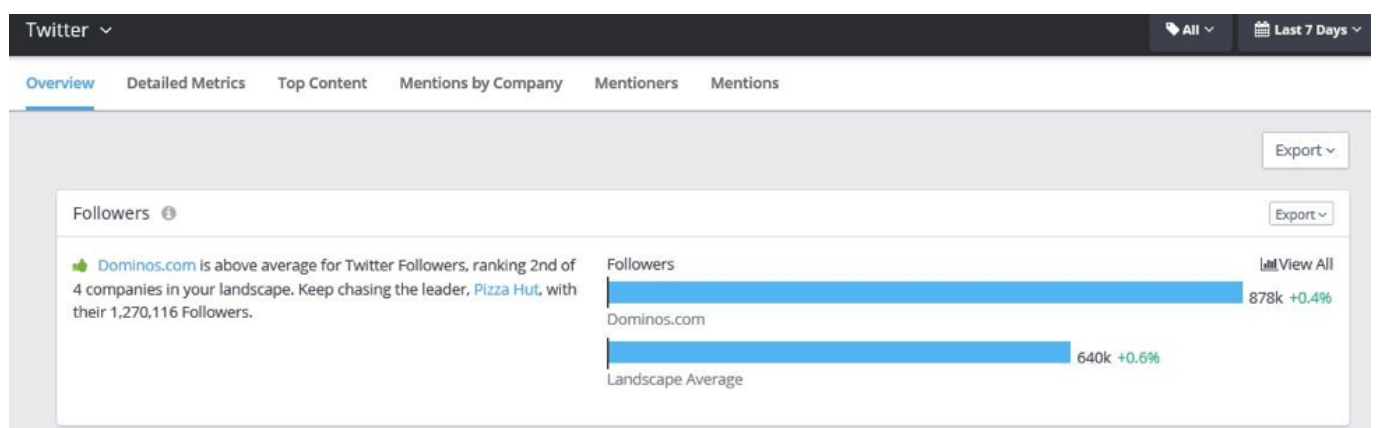 Twitter
All
Last 7 Days
Overview Detailed Metrics Top Content Mentions by Company Mentioners Mentions
Export
Followers
Export
Dominos.com is above average for Twitter Followers, ranking 2nd of
4 companies in your landscape. Keep chasing the leader, Pizza Hut, with
their 1,270,116 Followers.
Followers
View All
878k +0.4%
Dominos.com
640k +0.6%
Landscape Average